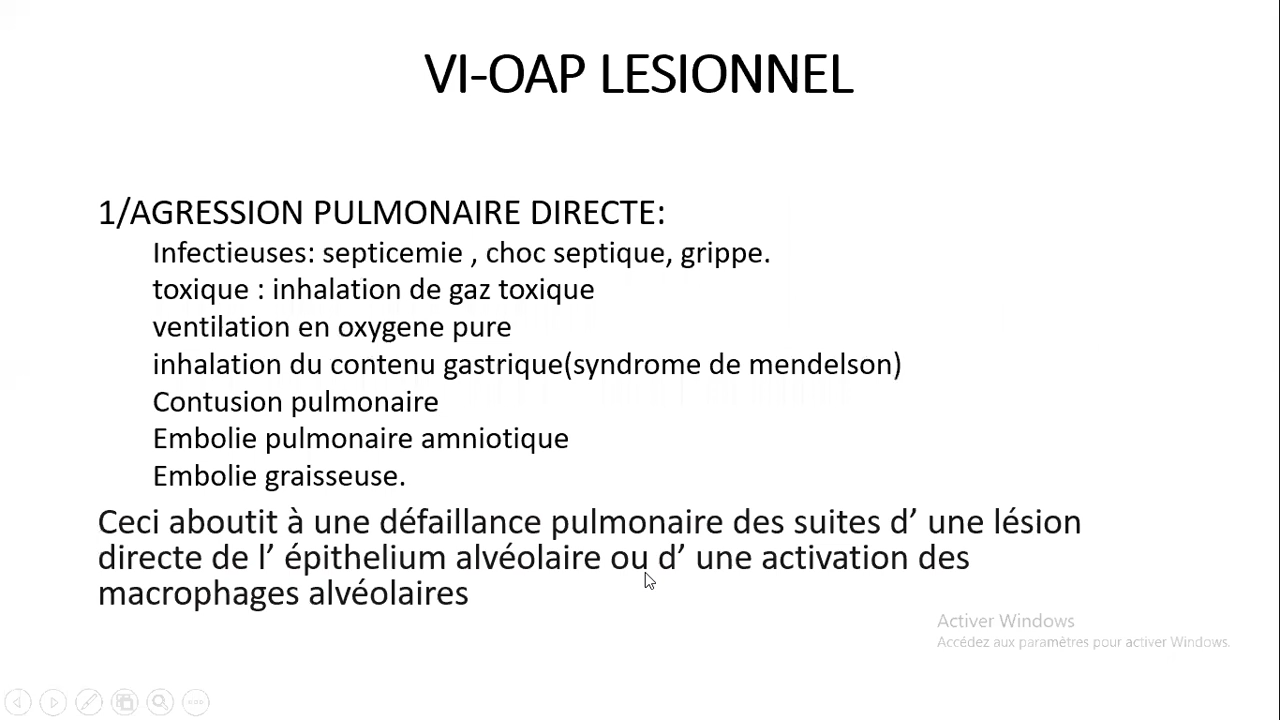 VI-OAP LESIONNEL
1/AGRESSION PULMONAIRE DIRECTE:
Infectieuses: septicemie , choc septique, grippe.
toxique : inhalation de gaz toxique
ventilation en oxygene pure
inhalation du contenu gastrique(syndrome de mendelson)
Contusion pulmonaire
Embolie pulmonaire amniotique
Embolie graisseuse.
Ceci aboutit à une défaillance pulmonaire des suites d’ une lésion
directe de l’ épithelium alvéolaire ou d’ une activation des
macrophages alvéolaires
Activer Windows
Accédez aux paramètres pour activer Windows.